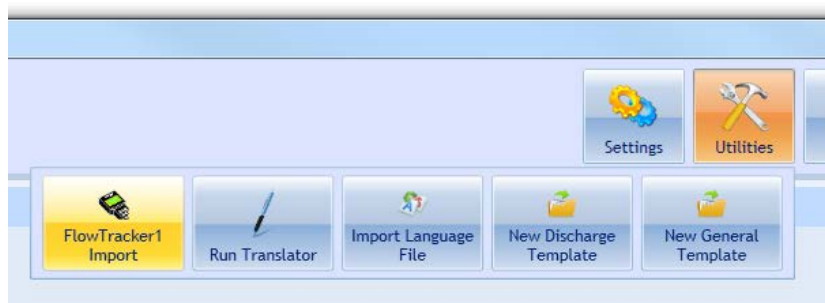 Settings
Utilities
FlowTracker1
Import
Run Translator
Import Language
File
New Discharge
Template
New General
Template